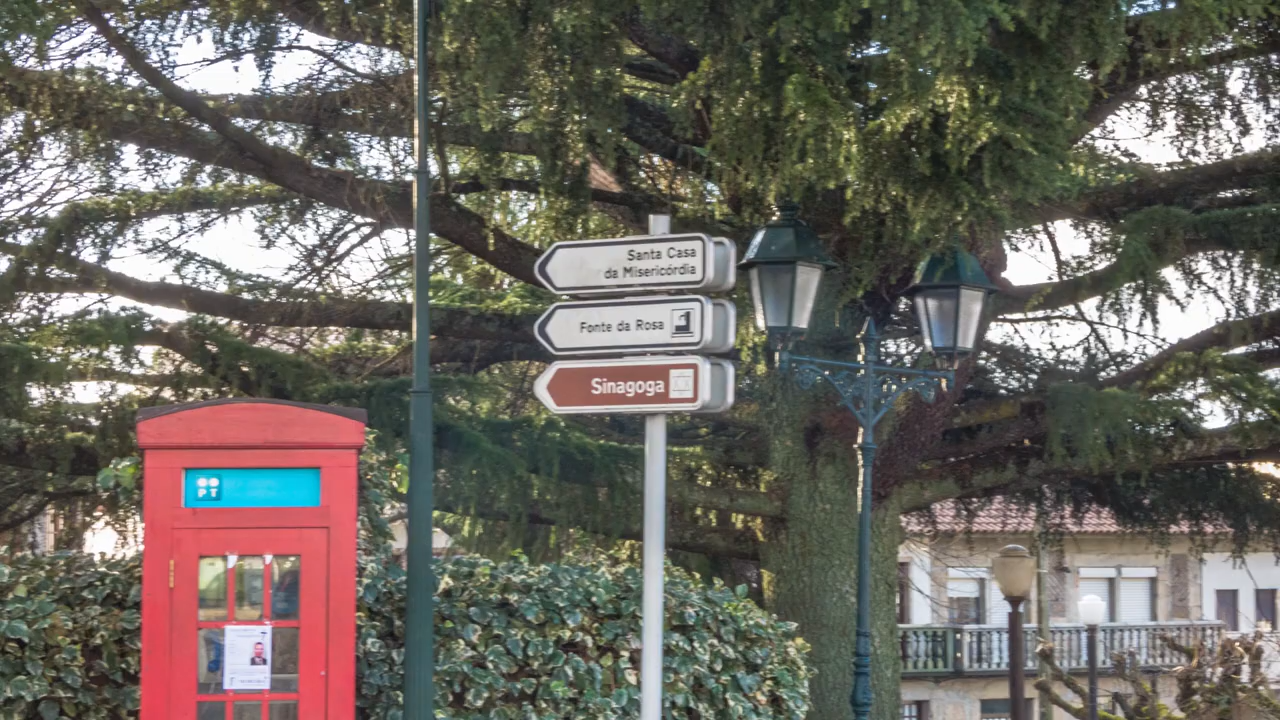 Santa Casa
da Misericórdia
Fonte da Rosa
Sinagoga
PT